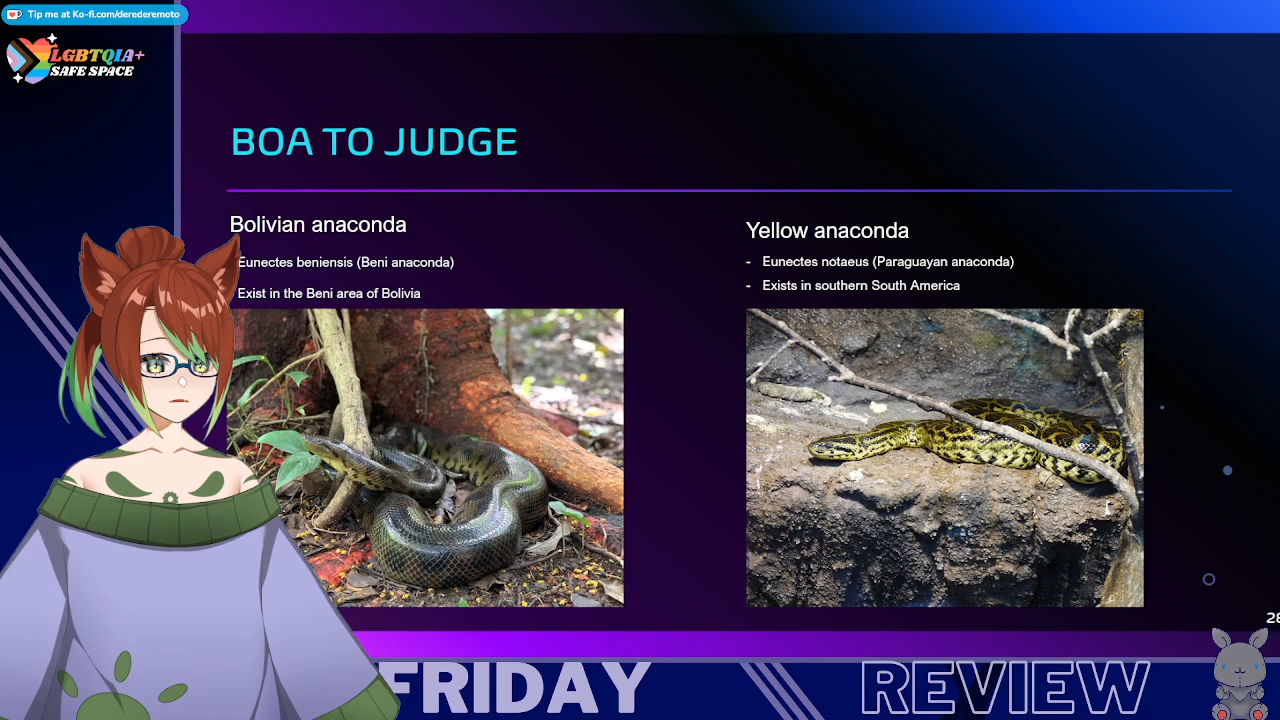 Tip me at Ko-fi.com/derederemoto
LGBTQIA+
SAFE SPACE
BOA TO JUDGE
Bolivian anaconda
Eunectes beniensis (Beni anaconda)
Exist in the Beni area of Bolivia
Yellow anaconda
- Eunectes notaeus (Paraguayan anaconda)
- Exists in southern South America
28
FRIDAY
REVIEW